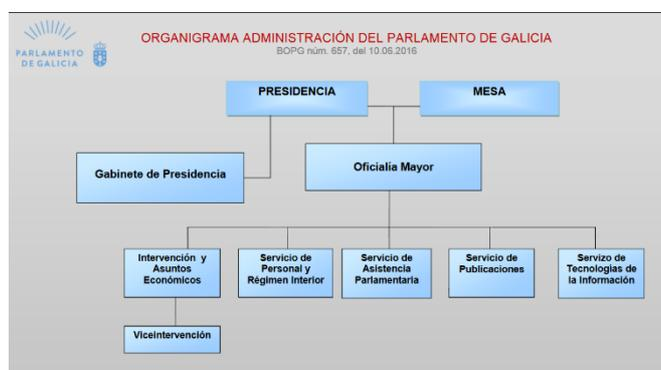 PARLAMENTO
DE GALICIA
ORGANIGRAMA ADMINISTRACIÓN DEL PARLAMENTO DE GALICIA
BOPG núm. 657, del 10.06.2016
PRESIDENCIA
MESA
Gabinete de Presidencia
Oficialía Mayor
Intervención y
Asuntos
Económicos
Servicio de
Personal y
Régimen Interior
Servicio de
Asistencia
Parlamentaria
Servicio de
Publicaciones
Servizo de
Tecnologías de
la Información
Viceintervención